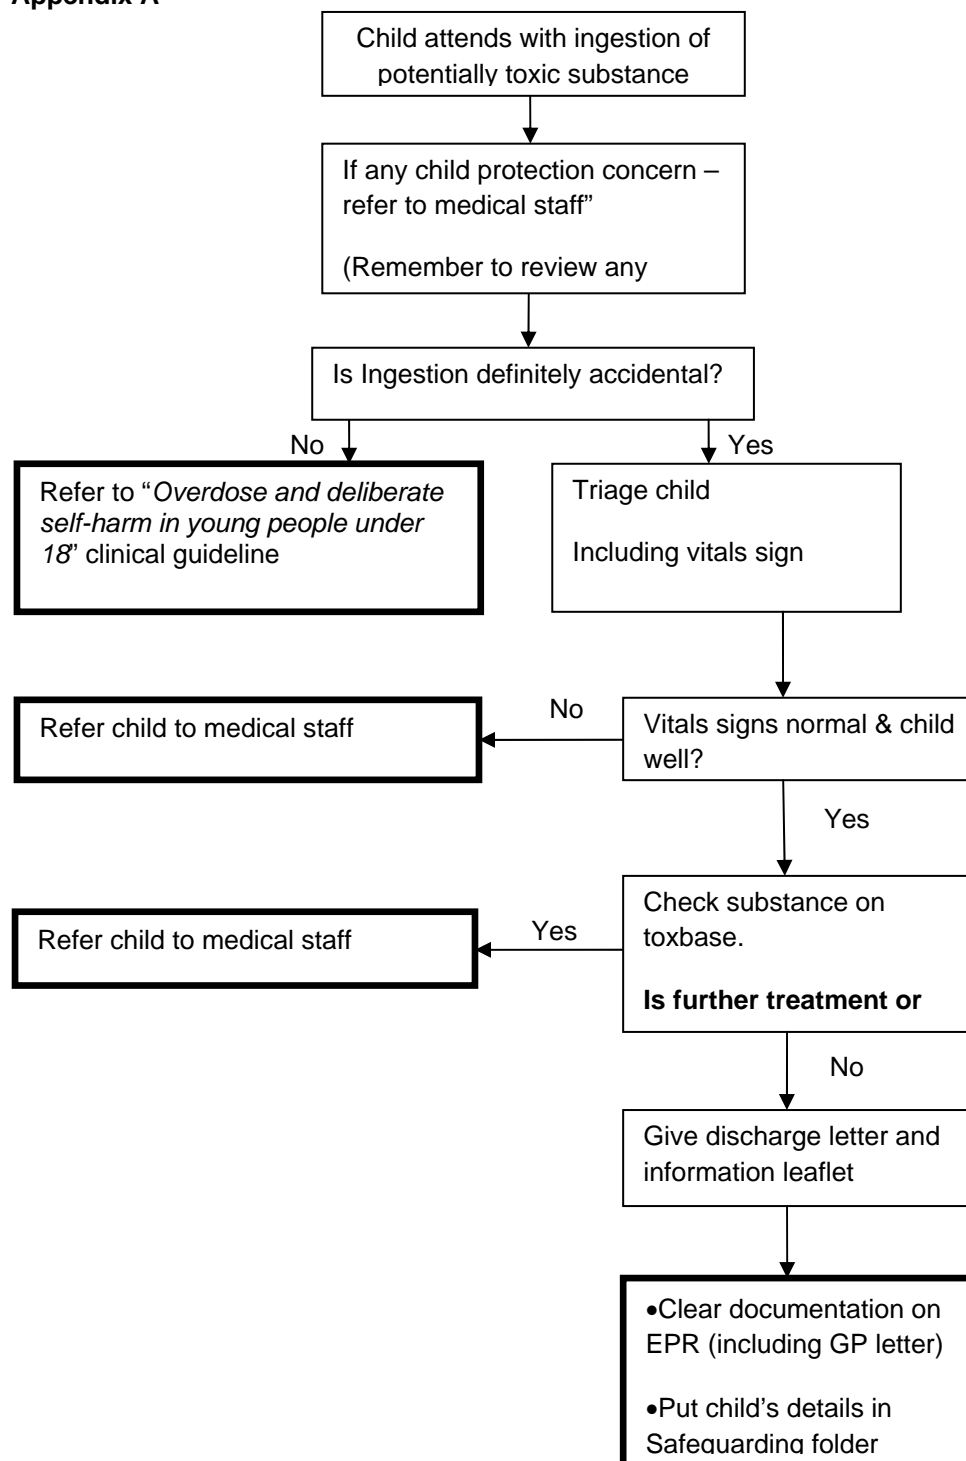 Appendix A
Child attends with ingestion of
potentially toxic substance
If any child protection concern –
refer to medical staff”
(Remember to review any
Is Ingestion definitely accidental?
No
Yes
Refer to “Overdose and deliberate
self-harm in young people under
18” clinical guideline
Triage child
Including vitals sign
Refer child to medical staff
No
Vitals signs normal & child
well?
Yes
Refer child to medical staff
Yes
Check substance on
toxbase.
Is further treatment or
No
Give discharge letter and
information leaflet
•Clear documentation on
EPR (including GP letter)
•Put child’s details in
Safeguarding folder